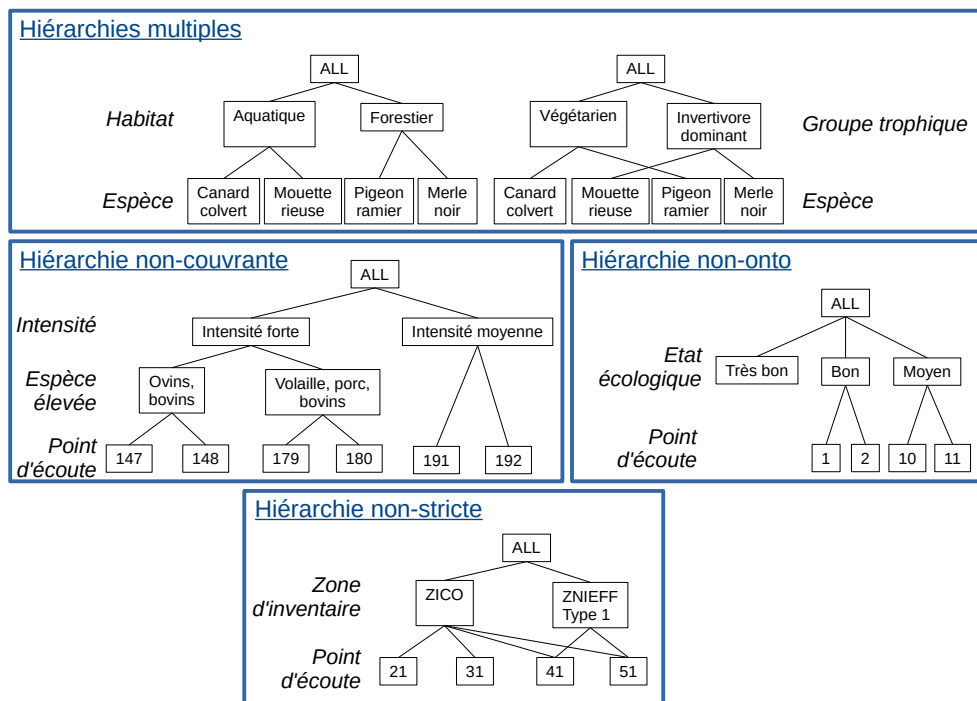 Hiérarchies multiples
ALL
ALL
Habitat
Aquatique
Forestier
Végétarien
Invertivore
dominant
Groupe trophique
Espèce
Canard
colvert
Mouette
rieuse
Pigeon
ramier
Merle
noir
Canard
colvert
Mouette
rieuse
Pigeon
ramier
Merle
noir
Espèce
Hiérarchie non-couvrante
ALL
Intensité
Intensité forte
Intensité moyenne
Espèce
élevée
Ovins,
bovins
Volaille, porc,
bovins
Point
d'écoute
147
148
179
180
191
192
Hiérarchie non-onto
ALL
Etat
écologique
Très bon
Bon
Moyen
Point
d'écoute
1
2
10
11
Hiérarchie non-stricte
ALL
Zone
d'inventaire
ZICO
ZNIEFF
Type 1
Point
d'écoute
21
31
41
51